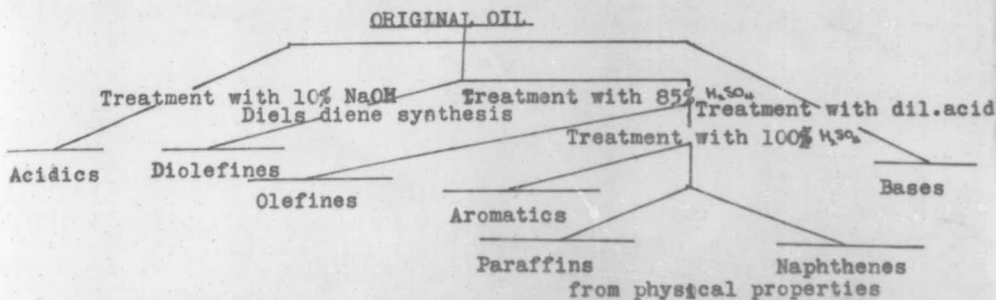 ORIGINAL OIL
Treatment with 10% NaOH Treatment with 85% H₂SO₄
Diels diene synthesis Treatment with dil.acid
Treatment with 100% H₂SO₄
Acidics Diolefines Bases
Olefines Aromatics
Paraffins Naphthenes
from physical properties